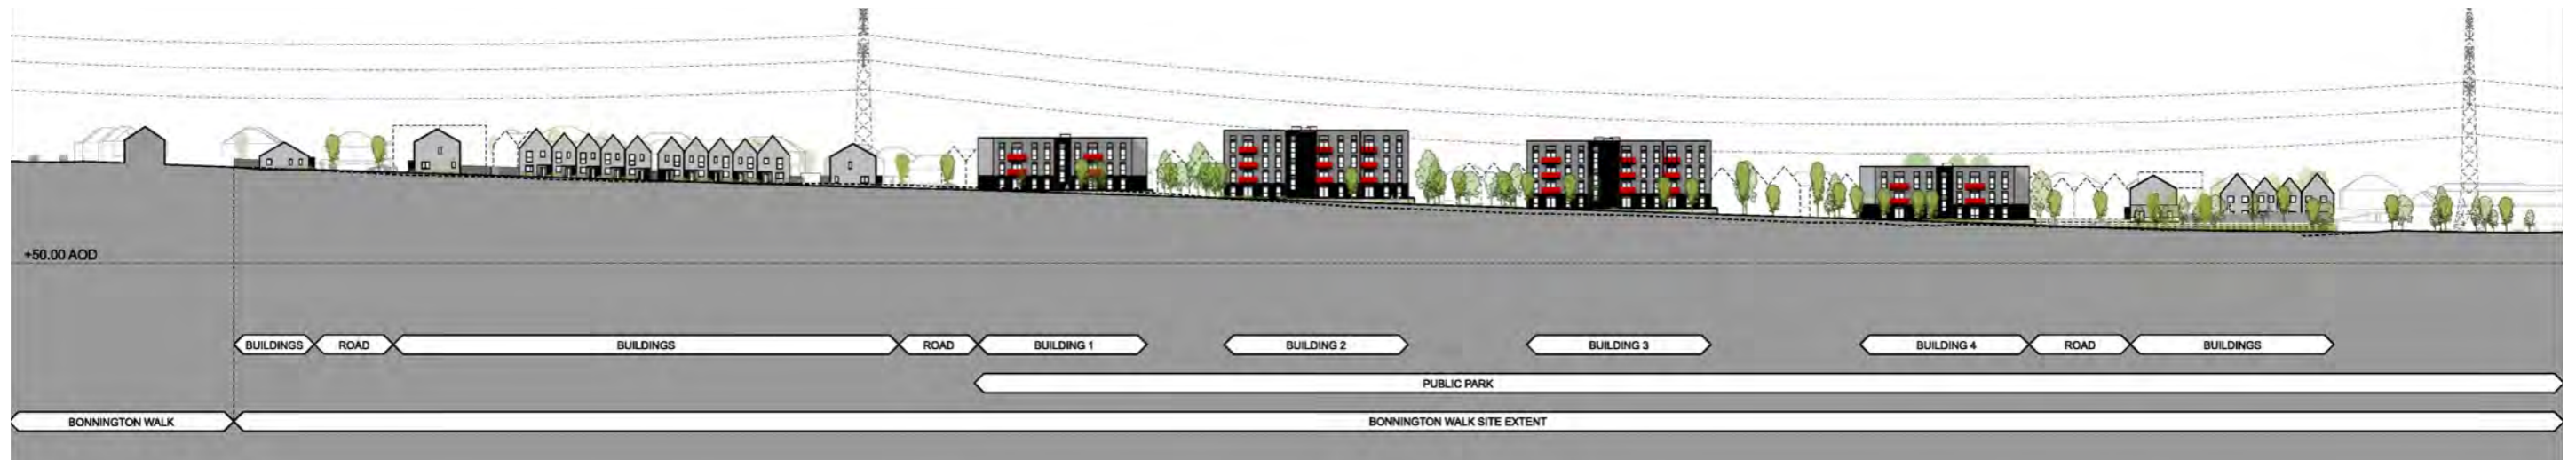 +50.00 AOD
BUILDINGS
ROAD
BUILDINGS
ROAD
BUILDING 1
BUILDING 2
BUILDING 3
BUILDING 4
ROAD
BUILDINGS
PUBLIC PARK
BONNINGTON WALK
BONNINGTON WALK SITE EXTENT